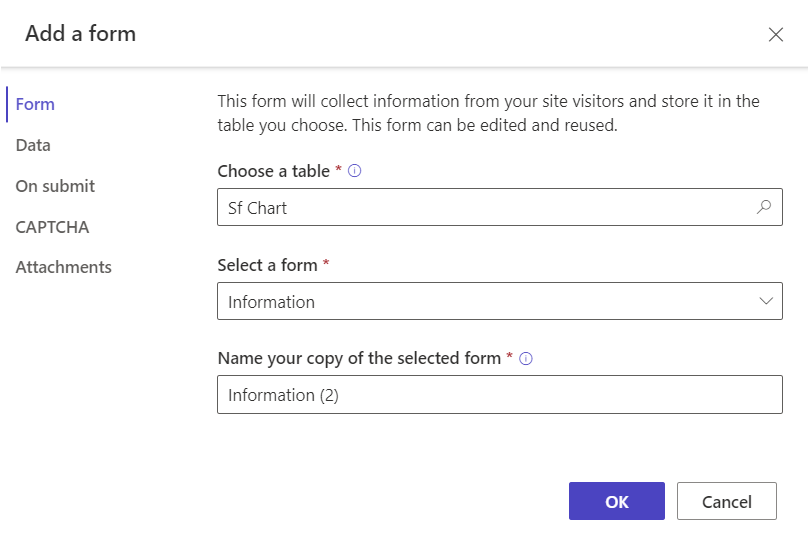 Add a form
Form
Data
On submit
CAPTCHA
Attachments
This form will collect information from your site visitors and store it in the
table you choose. This form can be edited and reused.
Choose a table *
Sf Chart
Select a form *
Information
Name your copy of the selected form *
Information (2)
OK
Cancel